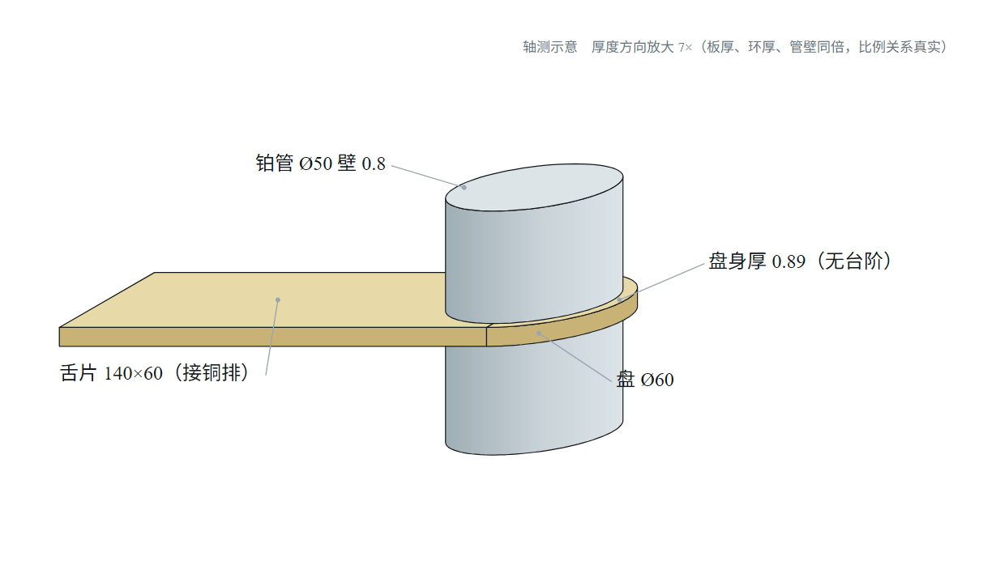 轴测示意　厚度方向放大 7×（板厚、环厚、管壁同倍，比例关系真实）
铂管 Ø50 壁 0.8
盘身厚 0.89（无台阶）
舌片 140×60（接铜排）
盘 Ø60